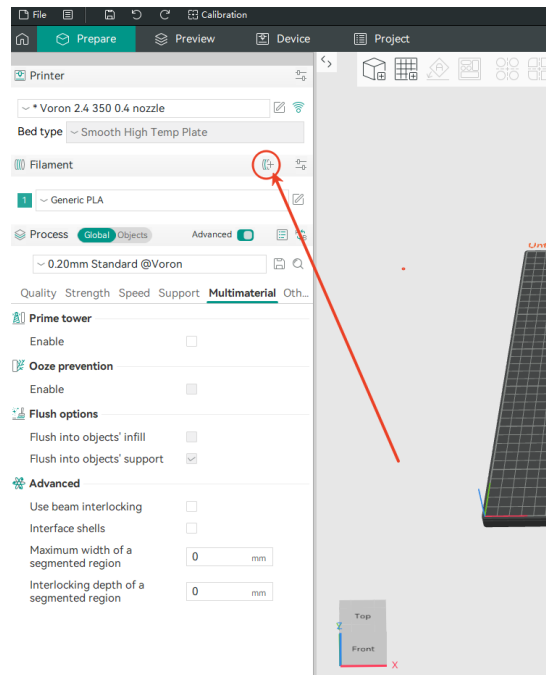 File
Calibration
Prepare
Preview
Device
Project
Printer
* Voron 2.4 350 0.4 nozzle
Bed type
Smooth High Temp Plate
Filament
1
Generic PLA
Process
Global
Objects
Advanced
0.20mm Standard @Voron
Quality Strength Speed Support Multimaterial Oth...
Prime tower
Enable
Ooze prevention
Enable
Flush options
Flush into objects' infill
Flush into objects' support
Advanced
Use beam interlocking
Interface shells
Maximum width of a
segmented region
0 mm
Interlocking depth of a
segmented region
0 mm
Top
Front
Z
X